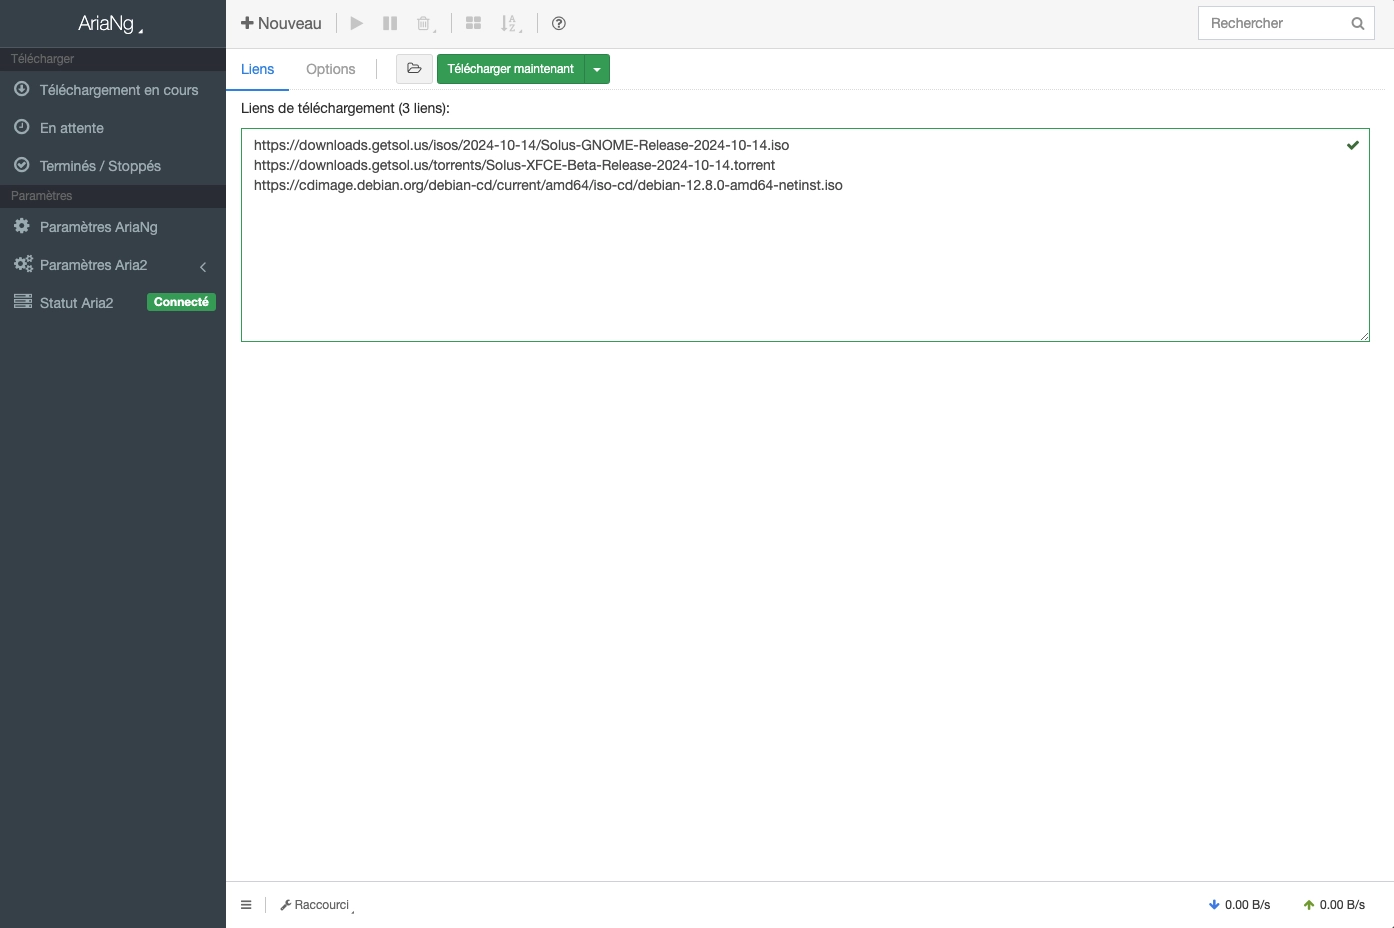 AriaNg
Télécharger
Téléchargement en cours
En attente
Terminés / Stoppés
Paramètres
Paramètres AriaNg
Paramètres Aria2
Statut Aria2 Connecté
Nouveau
Rechercher
Liens Options Télécharger maintenant
Liens de téléchargement (3 liens):
https://downloads.getsol.us/isos/2024-10-14/Solus-GNOME-Release-2024-10-14.iso
https://downloads.getsol.us/torrents/Solus-XFCE-Beta-Release-2024-10-14.torrent
https://cdimage.debian.org/debian-cd/current/amd64/iso-cd/debian-12.8.0-amd64-netinst.iso
Raccourci 0.00 B/s 0.00 B/s